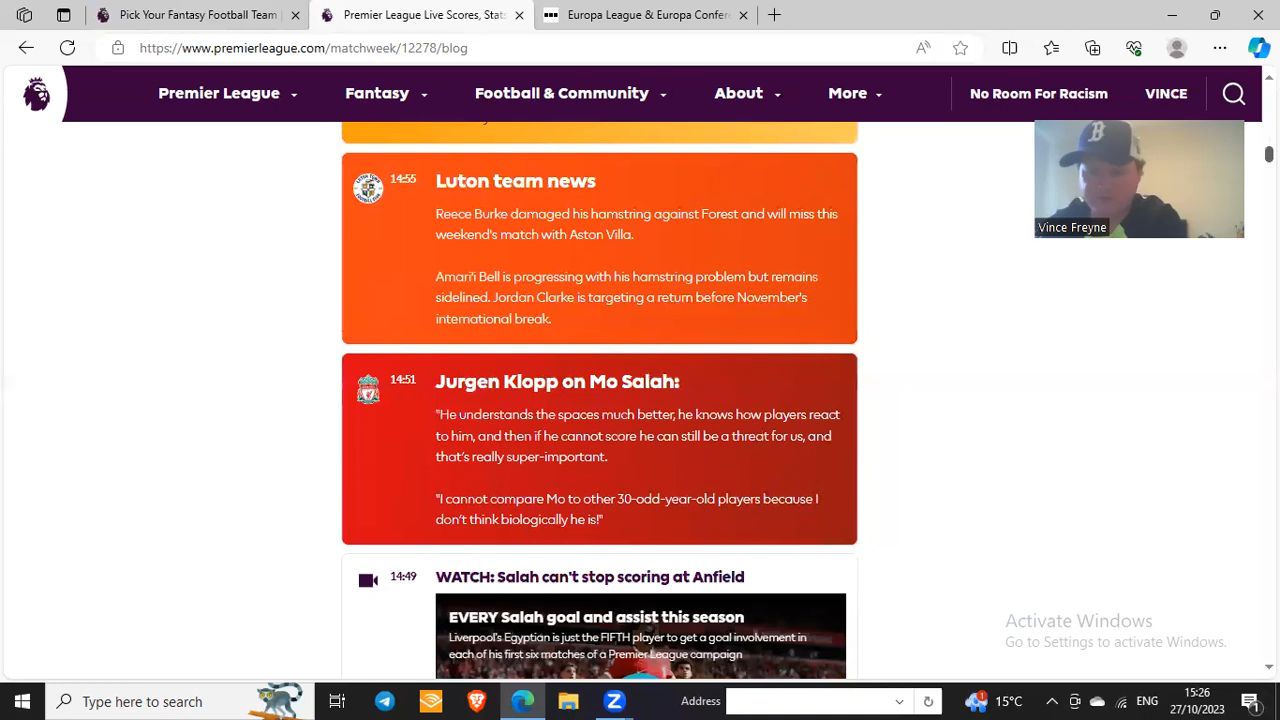 Pick Your Premier Fantasy Football Team
Premier League Soccer News, Scores, Stats
Europa League & Europa Conference
https://www.premierleague.com/matchweek/12278/blog
Premier League
Fantasy
Football & Community
About
More
No Room For Racism
VINCE
14:55
Luton team news
Reece Burke damaged his hamstring against Forest and will miss this
weekend's match with Aston Villa.
Amari'i Bell is progressing with his hamstring problem but remains
sidelined. Jordan Clarke is targeting a return before November's
international break.
14:51
Jurgen Klopp on Mo Salah:
"He understands the spaces much better, he knows how players react
to him, and then if he cannot score he can still be a threat for us, and
that's really super-important.
"I cannot compare Mo to other 30-odd-year-old players because I
don't think biologically he is!"
14:49
WATCH: Salah can't stop scoring at Anfield
EVERY Salah goal and assist this season
Liverpool's Egyptian is just the FIFTH player to get a goal involvement in
each of his first six matches of a Premier League campaign
Vince Freyne
Activate Windows
Go to Settings to activate Windows.
Type here to search
Address
1
15°C
ENG
15:26
27/10/2023
1